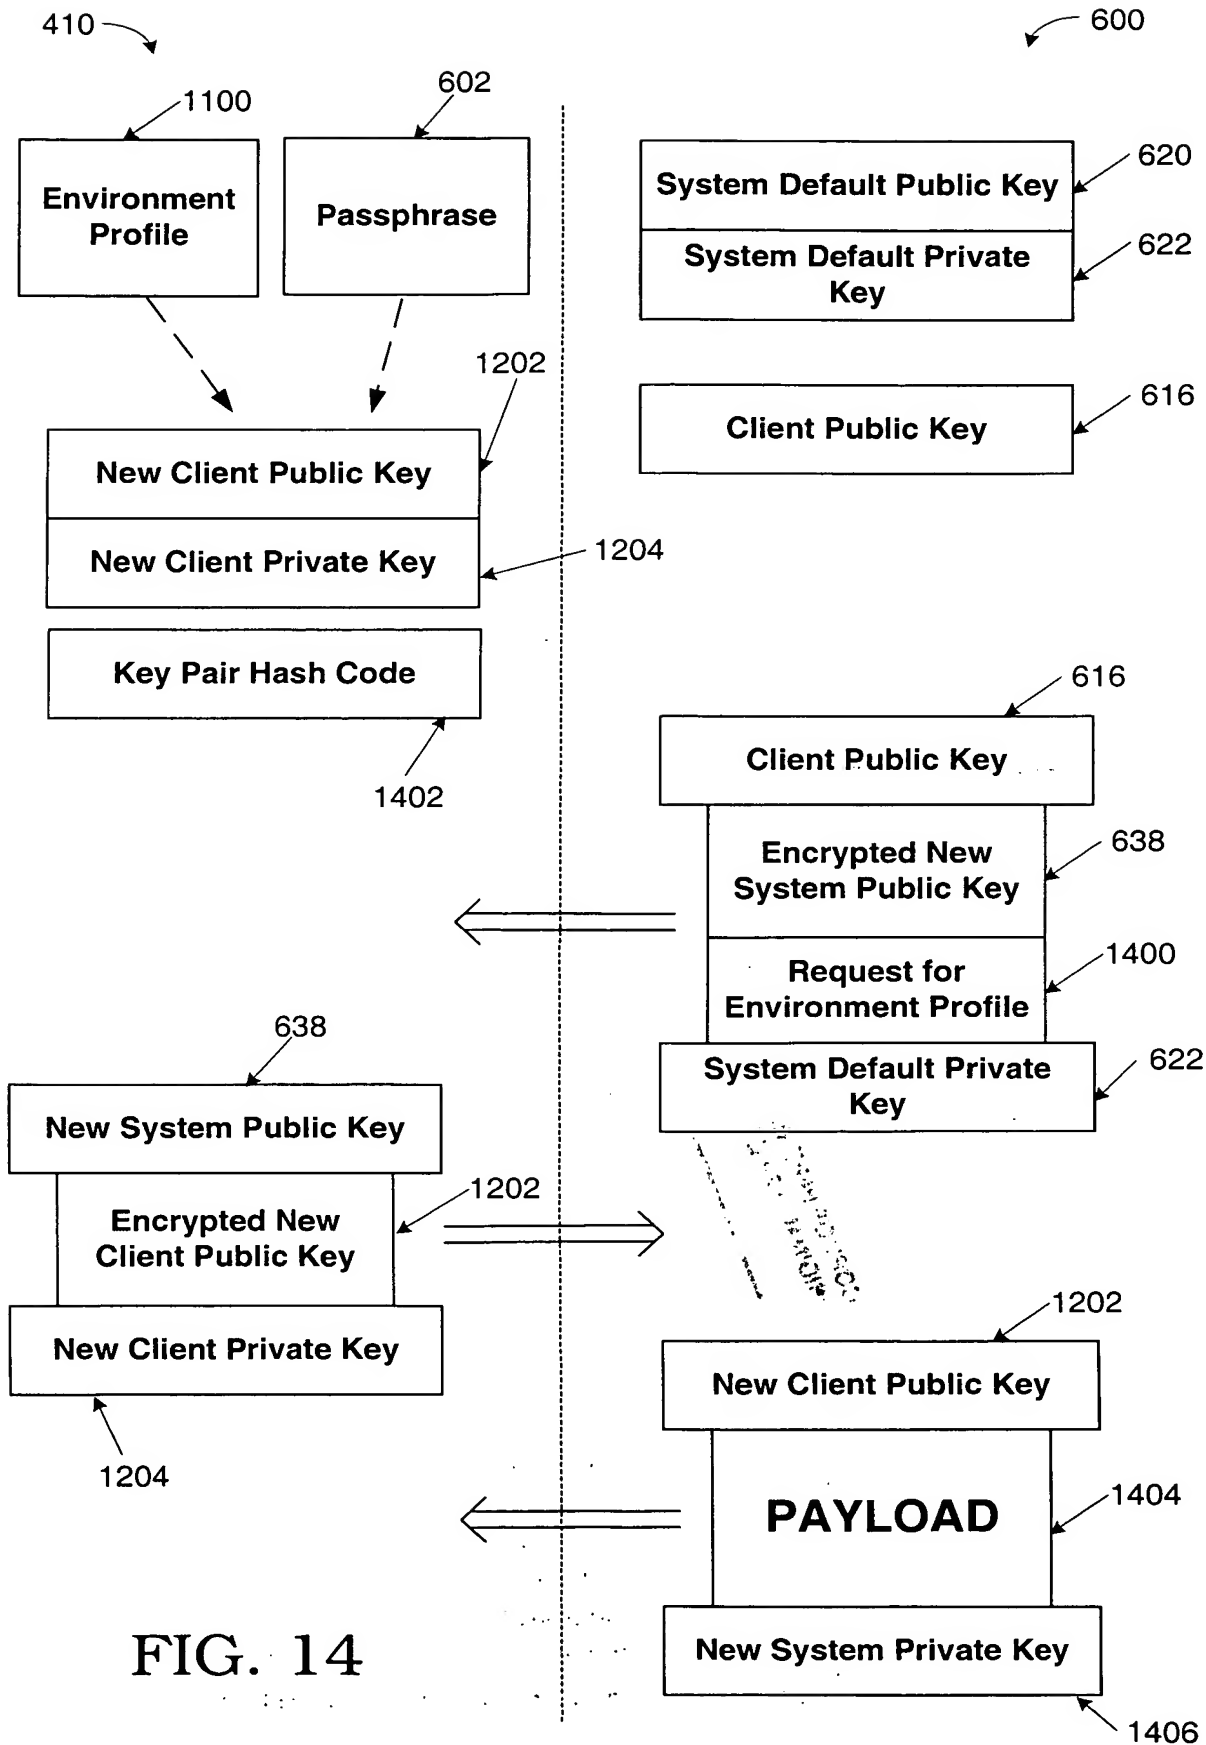 410
600
1100
602
Environment
Profile
Passphrase
620
System Default Public Key
622
System Default Private
Key
1202
616
Client Public Key
New Client Public Key
New Client Private Key
1204
Key Pair Hash Code
1402
616
Client Public Key
638
Encrypted New
System Public Key
1400
Request for
Environment Profile
622
System Default Private
Key
638
New System Public Key
1202
Encrypted New
Client Public Key
New Client Private Key
1204
1202
New Client Public Key
1404
PAYLOAD
New System Private Key
1406
FIG. 14